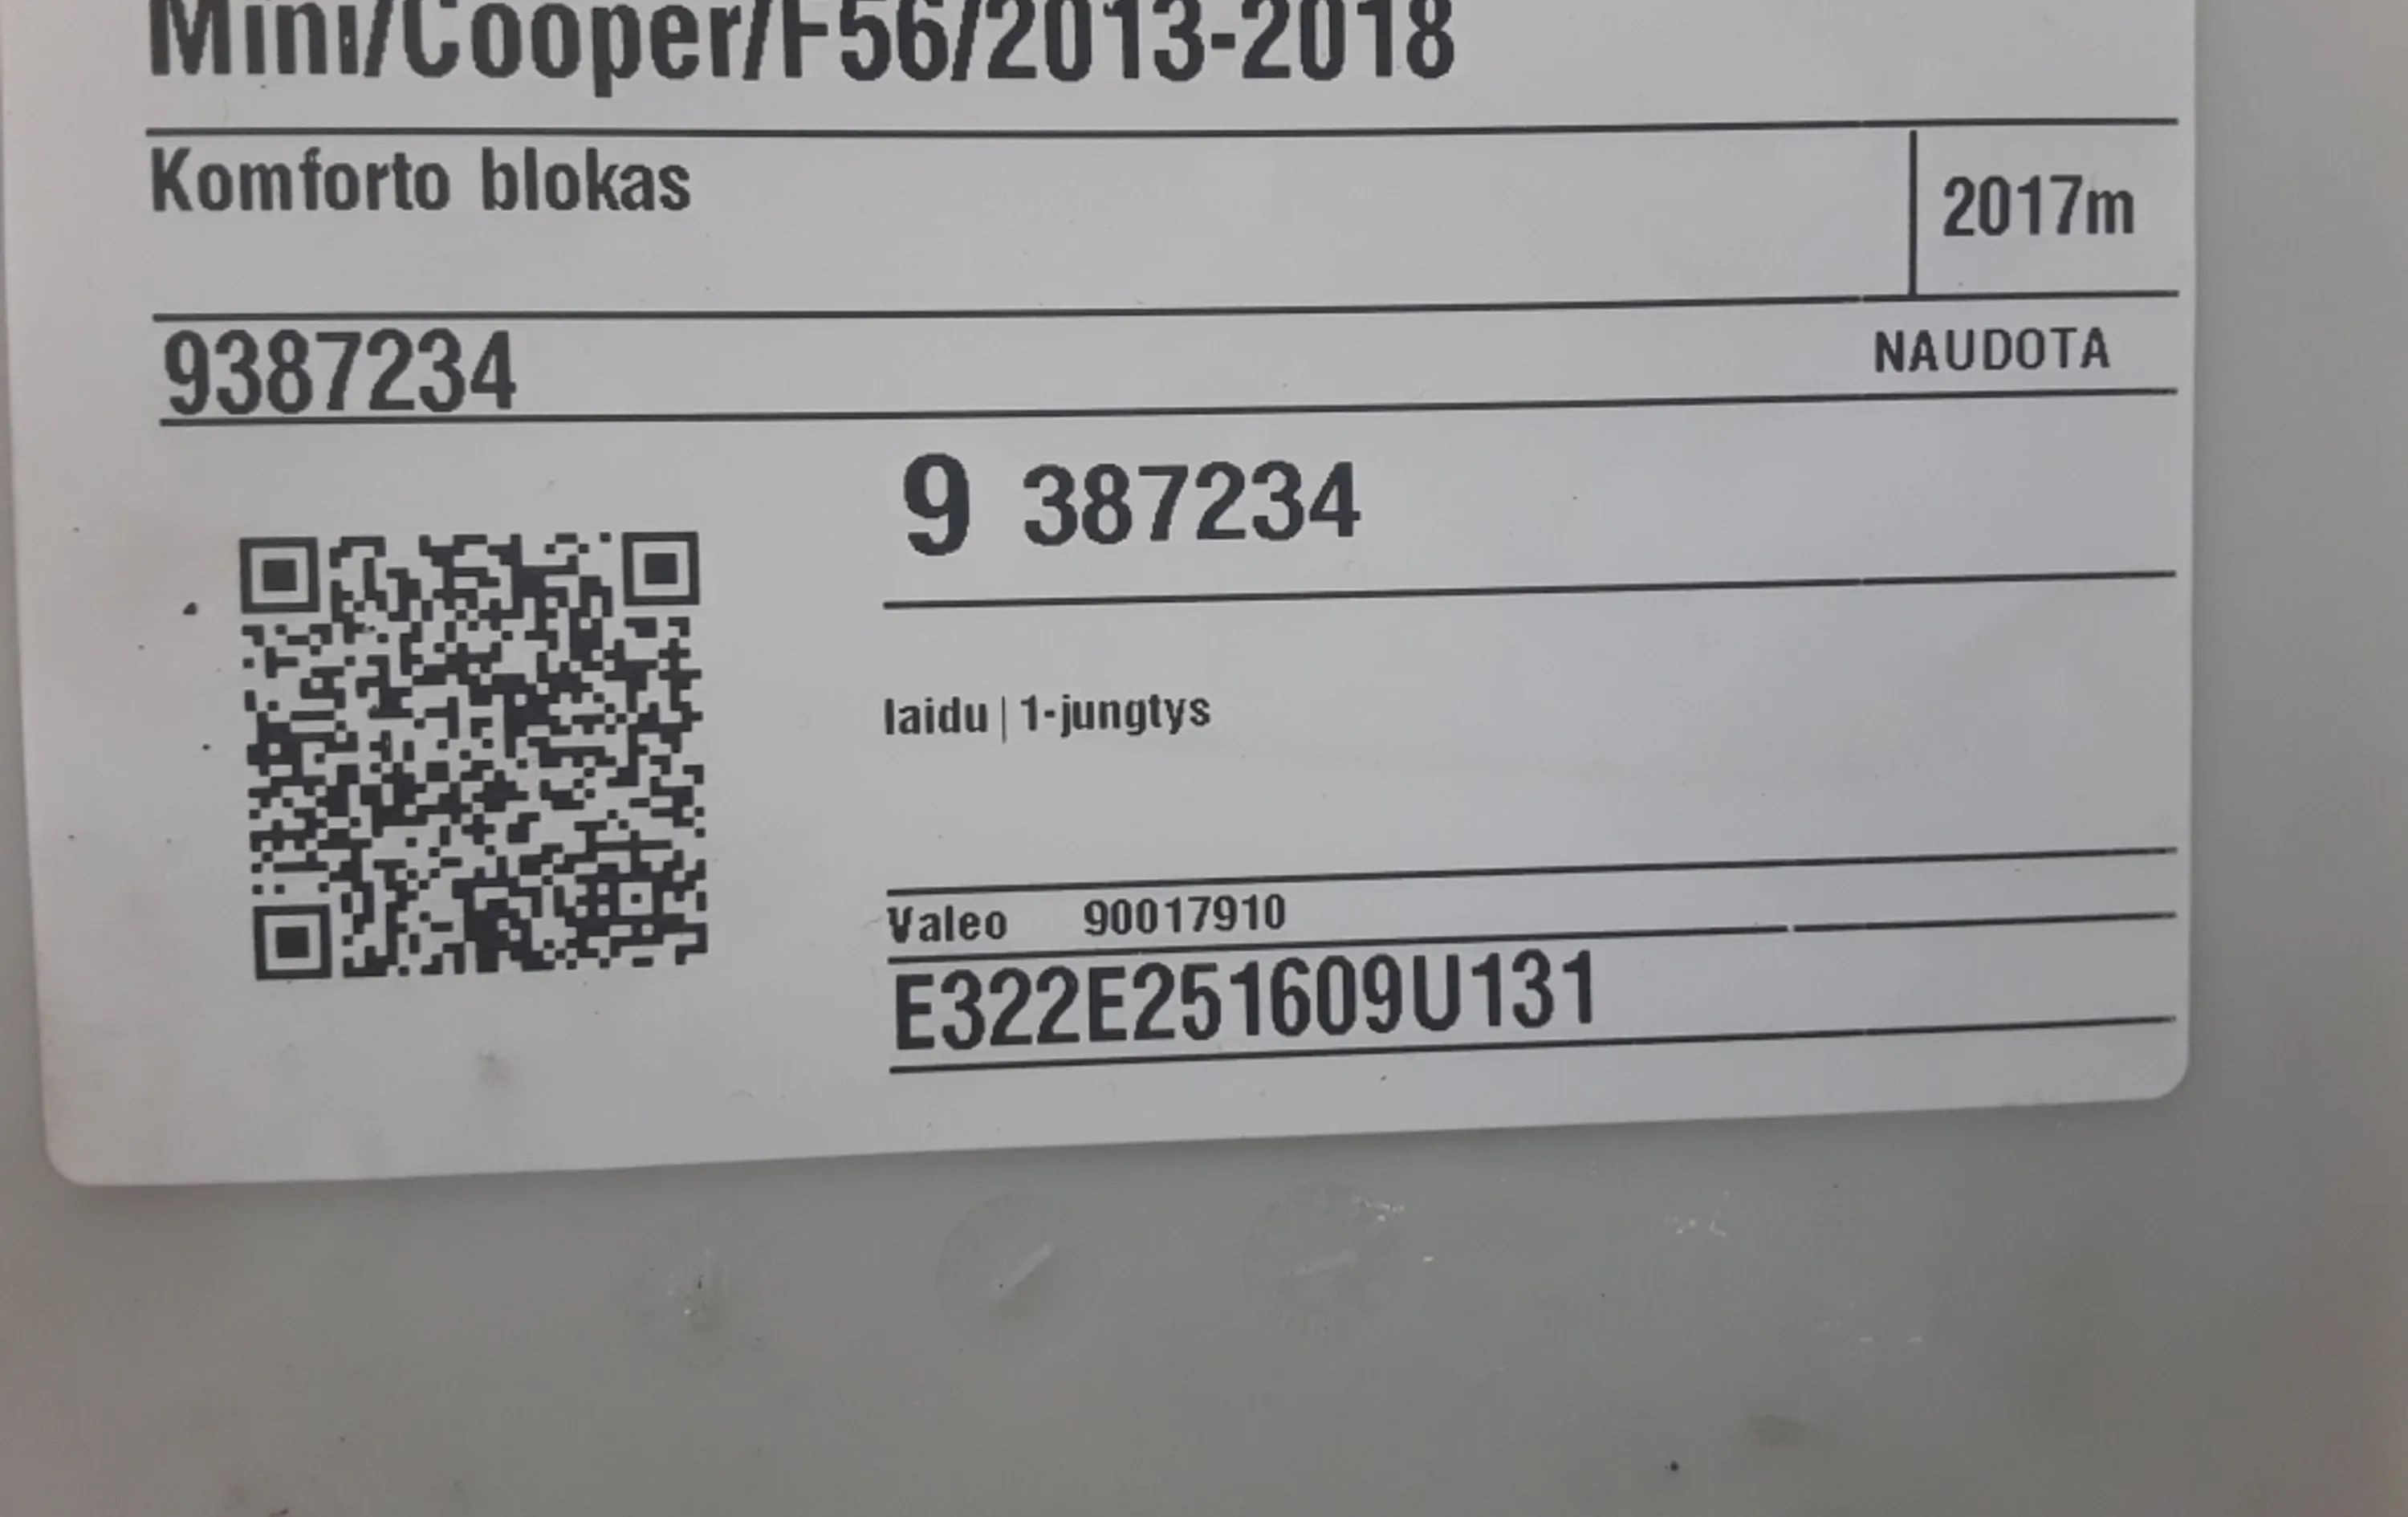 Mini/Cooper/F56/2013-2018
Komforto blokas
2017m
9387234
NAUDOTA
9 387234
laidu | 1-jungtys
Valeo 90017910
E322E251609U131